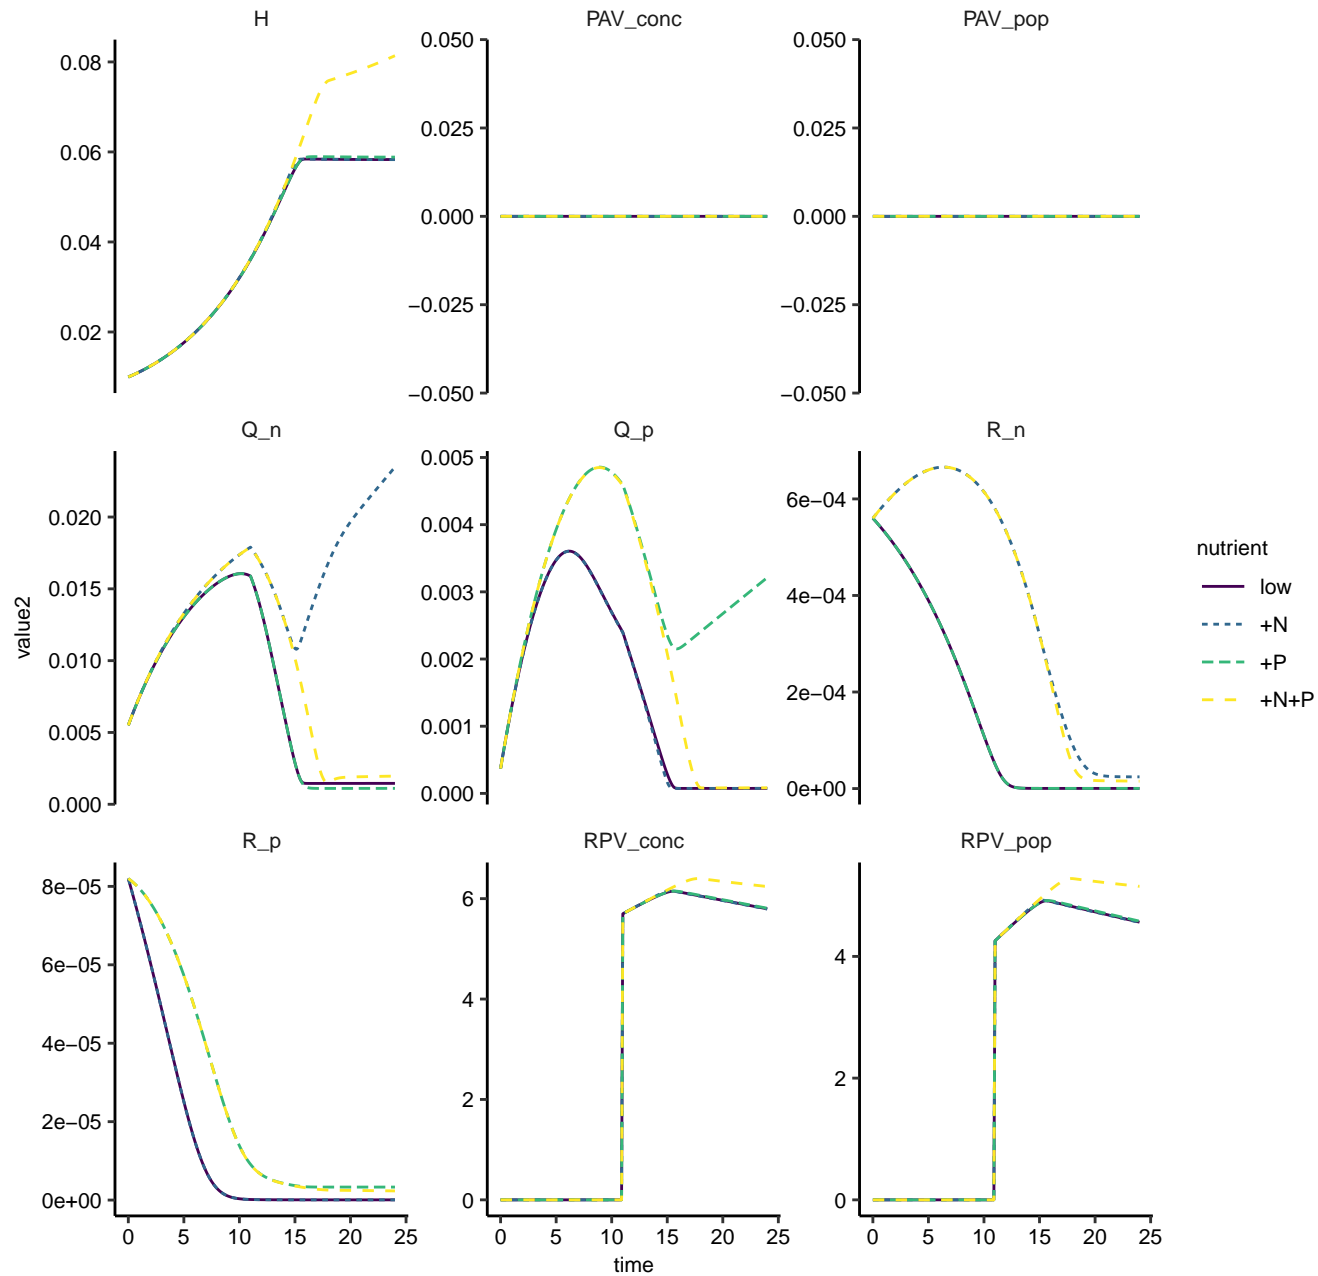 H
PAV_conc
PAV_pop
0.08
0.06
0.04
0.02
0.050
0.025
0.000
−0.025
−0.050
0.050
0.025
0.000
−0.025
−0.050
Q_n
Q_p
R_n
0.020
0.015
0.010
0.005
0.000
0.005
0.004
0.003
0.002
0.001
0.000
6e−04
4e−04
2e−04
0e+00
value2
nutrient
low
+N
+P
+N+P
R_p
RPV_conc
RPV_pop
8e−05
6e−05
4e−05
2e−05
0e+00
6
4
2
0
4
2
0
0 5 10 15 20 25
0 5 10 15 20 25
0 5 10 15 20 25
time